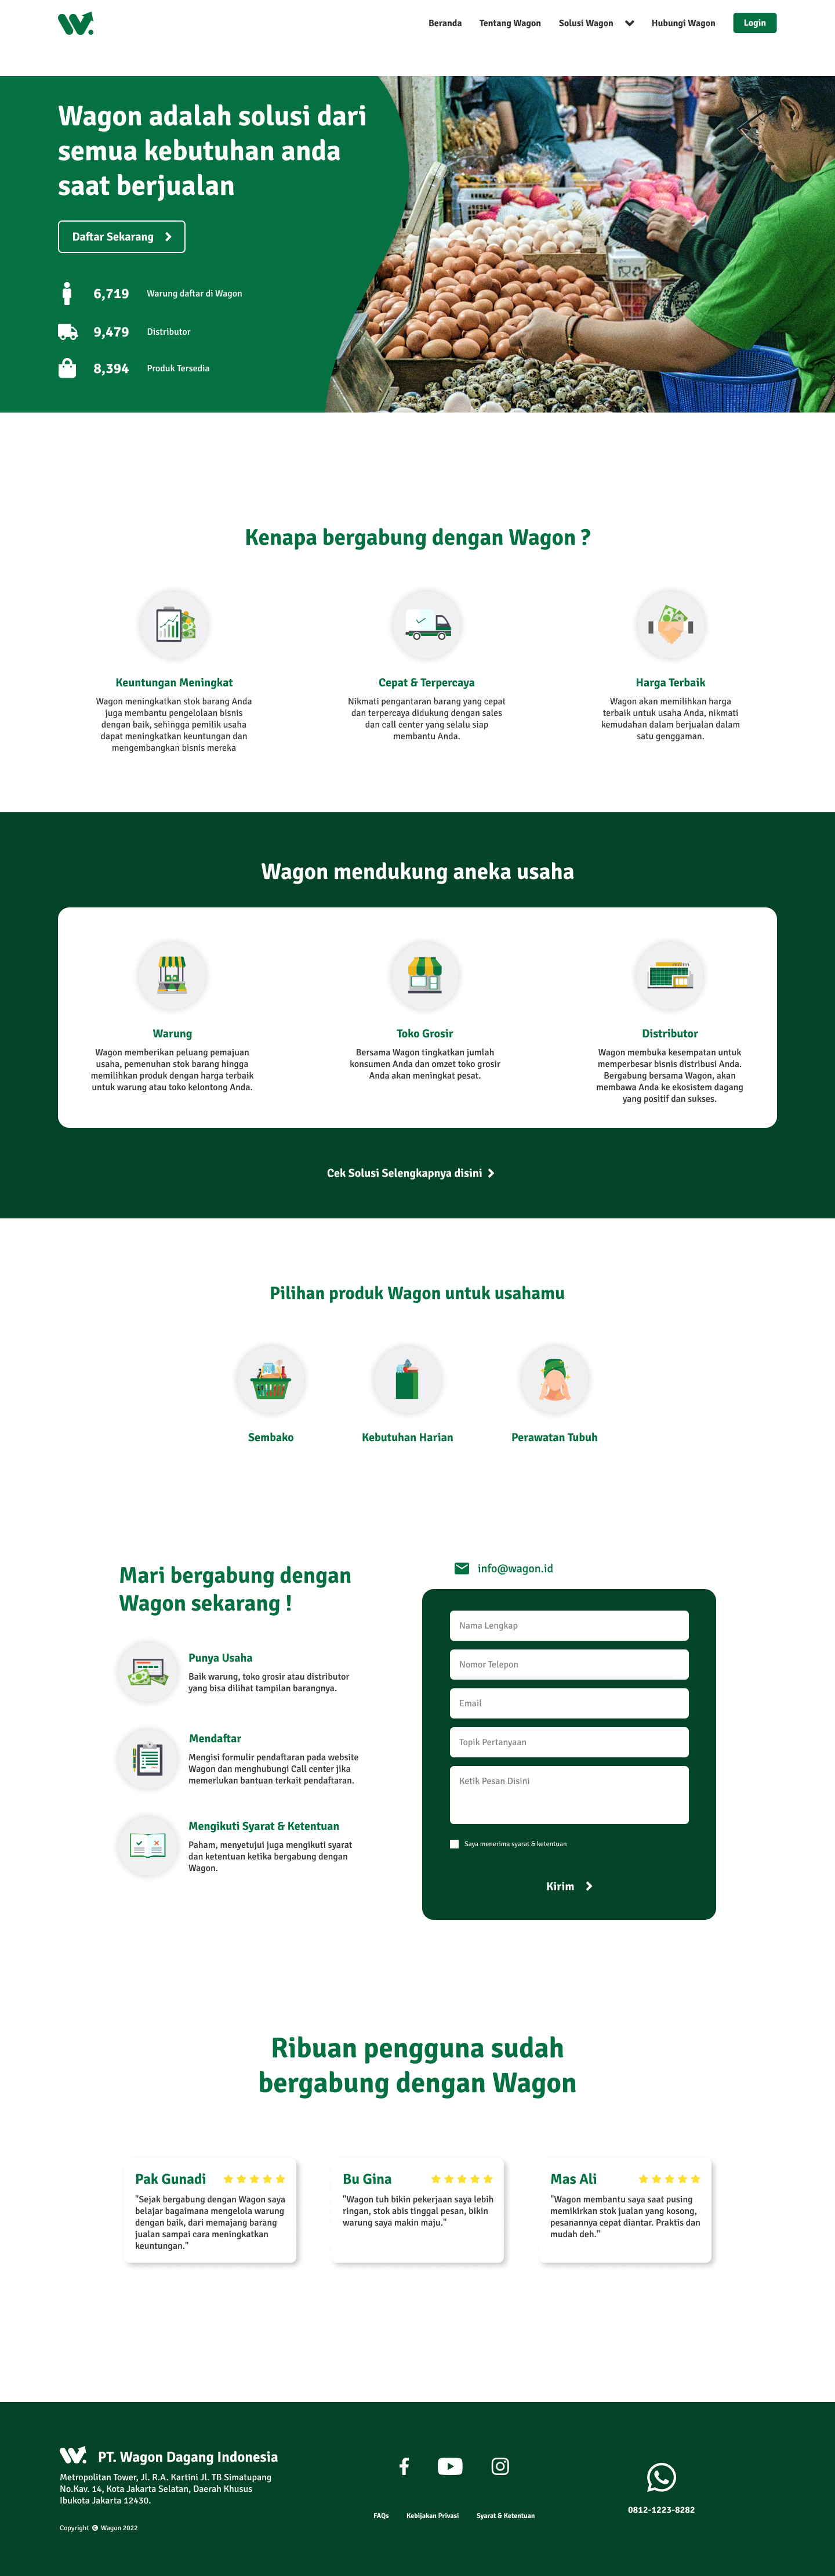 W.
Beranda
Tentang Wagon
Solusi Wagon
Hubungi Wagon
Login
Wagon adalah solusi dari
semua kebutuhan anda
saat berjualan
Daftar Sekarang
6,719 Warung daftar di Wagon
9,479 Distributor
8,394 Produk Tersedia
Kenapa bergabung dengan Wagon ?
Keuntungan Meningkat
Wagon meningkatkan stok barang Anda
juga membantu pengelolaan bisnis
dengan baik, sehingga pemilik usaha
dapat meningkatkan keuntungan dan
mengembangkan bisnis mereka
Cepat & Terpercaya
Nikmati pengantaran barang yang cepat
dan terpercaya didukung dengan sales
dan call center yang selalu siap
membantu Anda.
Harga Terbaik
Wagon akan memilihkan harga
terbaik untuk usaha Anda, nikmati
kemudahan dalam berjualan dalam
satu genggaman.
Wagon mendukung aneka usaha
Warung
Wagon memberikan peluang pemajuan
usaha, pemenuhan stok barang hingga
memilihkan produk dengan harga terbaik
untuk warung atau toko kelontong Anda.
Toko Grosir
Bersama Wagon tingkatkan jumlah
konsumen Anda dan omzet toko grosir
Anda akan meningkat pesat.
Distributor
Wagon membuka kesempatan untuk
memperbesar bisnis distribusi Anda.
Bergabung bersama Wagon, akan
membawa Anda ke ekosistem dagang
yang positif dan sukses.
Cek Solusi Selengkapnya disini
Pilihan produk Wagon untuk usahamu
Sembako
Kebutuhan Harian
Perawatan Tubuh
Mari bergabung dengan
Wagon sekarang !
Punya Usaha
Baik warung, toko grosir atau distributor
yang bisa dilihat tampilan barangnya.
Mendaftar
Mengisi formulir pendaftaran pada website
Wagon dan menghubungi Call center jika
memerlukan bantuan terkait pendaftaran.
Mengikuti Syarat & Ketentuan
Paham, menyetujui juga mengikuti syarat
dan ketentuan ketika bergabung dengan
Wagon.
info@wagon.id
Nama Lengkap
Nomor Telepon
Email
Topik Pertanyaan
Ketik Pesan Disini
Saya menerima syarat & ketentuan
Kirim
Ribuan pengguna sudah
bergabung dengan Wagon
Pak Gunadi
"Sejak bergabung dengan Wagon saya
belajar bagaimana mengelola warung
dengan baik, dari memajang barang
jualan sampai cara meningkatkan
keuntungan."
Bu Gina
"Wagon tuh bikin pekerjaan saya lebih
ringan, stok abis tinggal pesan, bikin
warung saya makin maju."
Mas Ali
"Wagon membantu saya saat pusing
memikirkan stok jualan yang kosong,
pesanannya cepat diantar. Praktis dan
mudah deh."
W.
PT. Wagon Dagang Indonesia
Metropolitan Tower, Jl. R.A. Kartini Jl. TB Simatupang
No.Kav. 14, Kota Jakarta Selatan, Daerah Khusus
Ibukota Jakarta 12430.
Copyright © Wagon 2022
FAQs
Kebijakan Privasi
Syarat & Ketentuan
0812-1223-8282